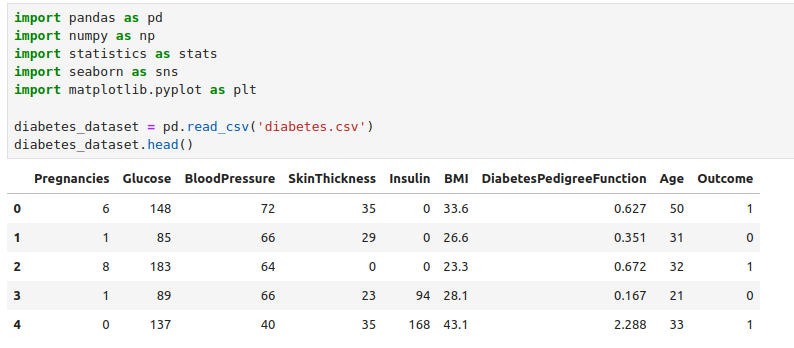 import pandas as pd
import numpy as np
import statistics as stats
import seaborn as sns
import matplotlib.pyplot as plt
diabetes_dataset = pd.read_csv('diabetes.csv')
diabetes_dataset.head()
Pregnancies Glucose BloodPressure SkinThickness Insulin BMI DiabetesPedigreeFunction Age Outcome
0 6 148 72 35 0 33.6 0.627 50 1
1 1 85 66 29 0 26.6 0.351 31 0
2 8 183 64 0 0 23.3 0.672 32 1
3 1 89 66 23 94 28.1 0.167 21 0
4 0 137 40 35 168 43.1 2.288 33 1